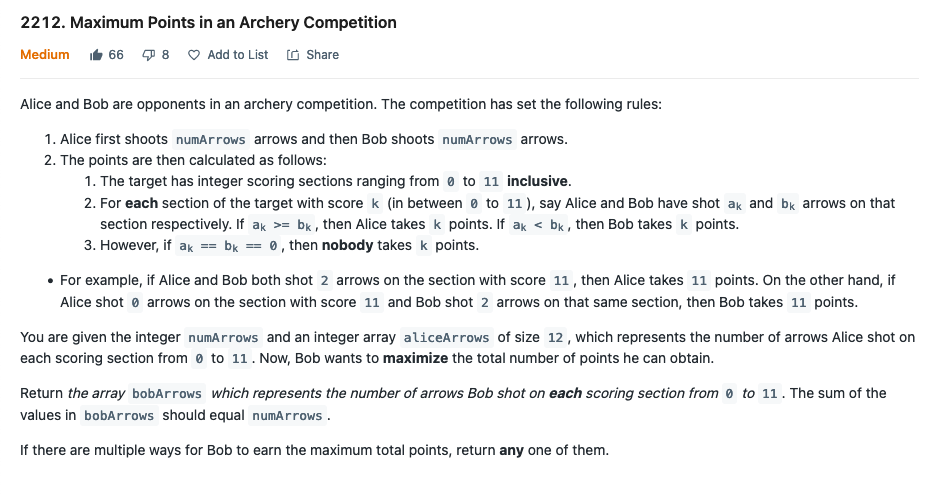 2212. Maximum Points in an Archery Competition
Medium 66 8 Add to List Share
Alice and Bob are opponents in an archery competition. The competition has set the following rules:
1. Alice first shoots numArrows arrows and then Bob shoots numArrows arrows.
2. The points are then calculated as follows:
1. The target has integer scoring sections ranging from 0 to 11 inclusive.
2. For each section of the target with score k (in between 0 to 11), say Alice and Bob have shot ak and bk arrows on that
section respectively. If ak >= bk, then Alice takes k points. If ak < bk, then Bob takes k points.
3. However, if ak == bk == 0, then nobody takes k points.
• For example, if Alice and Bob both shot 2 arrows on the section with score 11, then Alice takes 11 points. On the other hand, if
Alice shot 0 arrows on the section with score 11 and Bob shot 2 arrows on that same section, then Bob takes 11 points.
You are given the integer numArrows and an integer array aliceArrows of size 12, which represents the number of arrows Alice shot on
each scoring section from 0 to 11. Now, Bob wants to maximize the total number of points he can obtain.
Return the array bobArrows which represents the number of arrows Bob shot on each scoring section from 0 to 11. The sum of the
values in bobArrows should equal numArrows.
If there are multiple ways for Bob to earn the maximum total points, return any one of them.